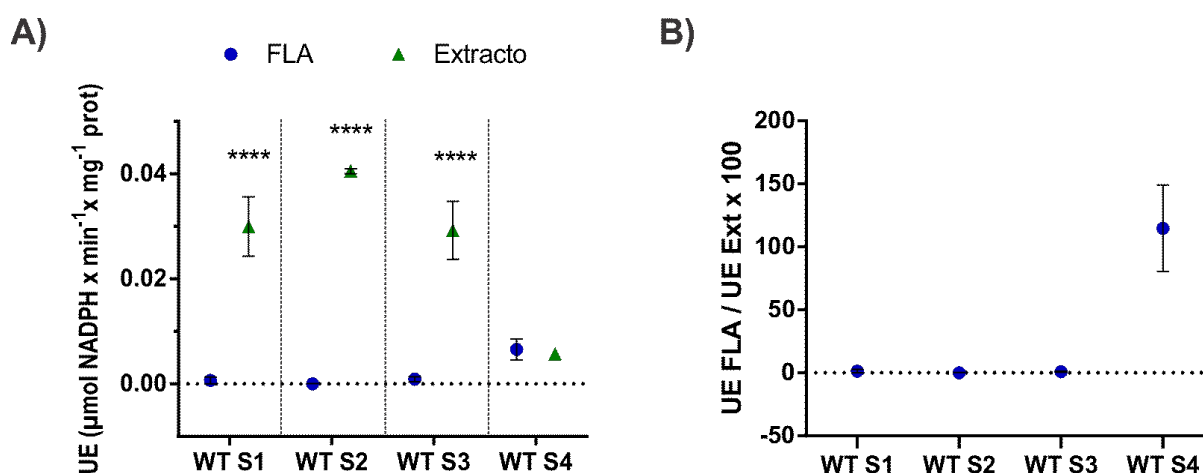 A)
FLA Extracto
UE (µmol NADPH x min⁻¹x mg⁻¹ prot)
0.04
0.02
0.00
****
****
****
WT S1 WT S2 WT S3 WT S4
B)
UE FLA / UE Ext x 100
200
150
100
50
0
-50
WT S1 WT S2 WT S3 WT S4